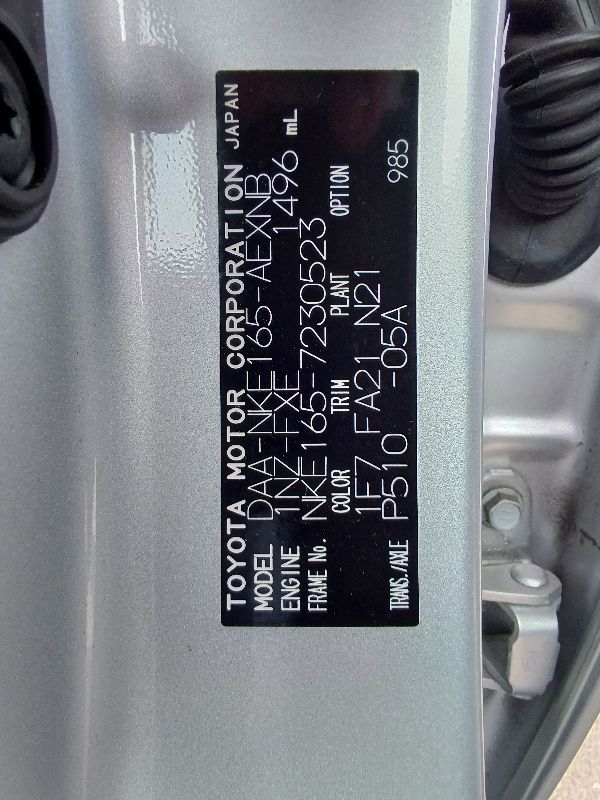 TOYOTA MOTOR CORPORATION JAPAN
MODEL DAA-NKE165-AEXNB
ENGINE 1NZ-FXE 1496 mL
FRAME No. NKE165-7230523
COLOR TRIM PLANT OPTION
1F7 FA21 N21
TRANS./AXLE P510 -05A 985